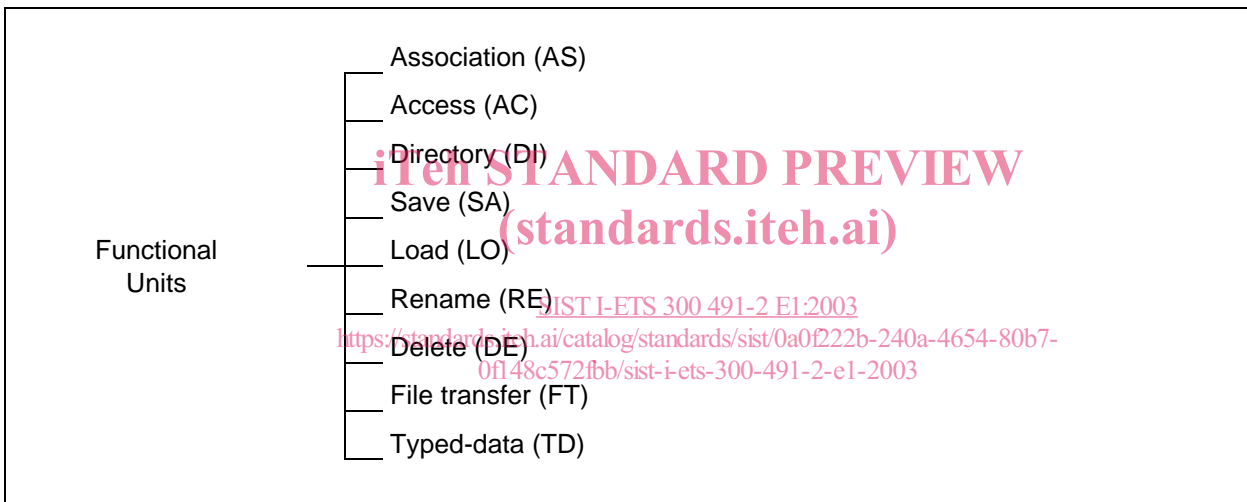 Association (AS)
Access (AC)
Directory (DI)
iTeh STANDARD PREVIEW
Save (SA)
(standards.iteh.ai)
Functional
Units
Load (LO)
Rename (RE)
SIST I-ETS 300 491-2 E1:2003
https://standards.iteh.ai/catalog/standards/sist/0a0f222b-240a-4654-80b7-
Delete (DE)
0f148c572fbb/sist-i-ets-300-491-2-e1-2003
File transfer (FT)
Typed-data (TD)